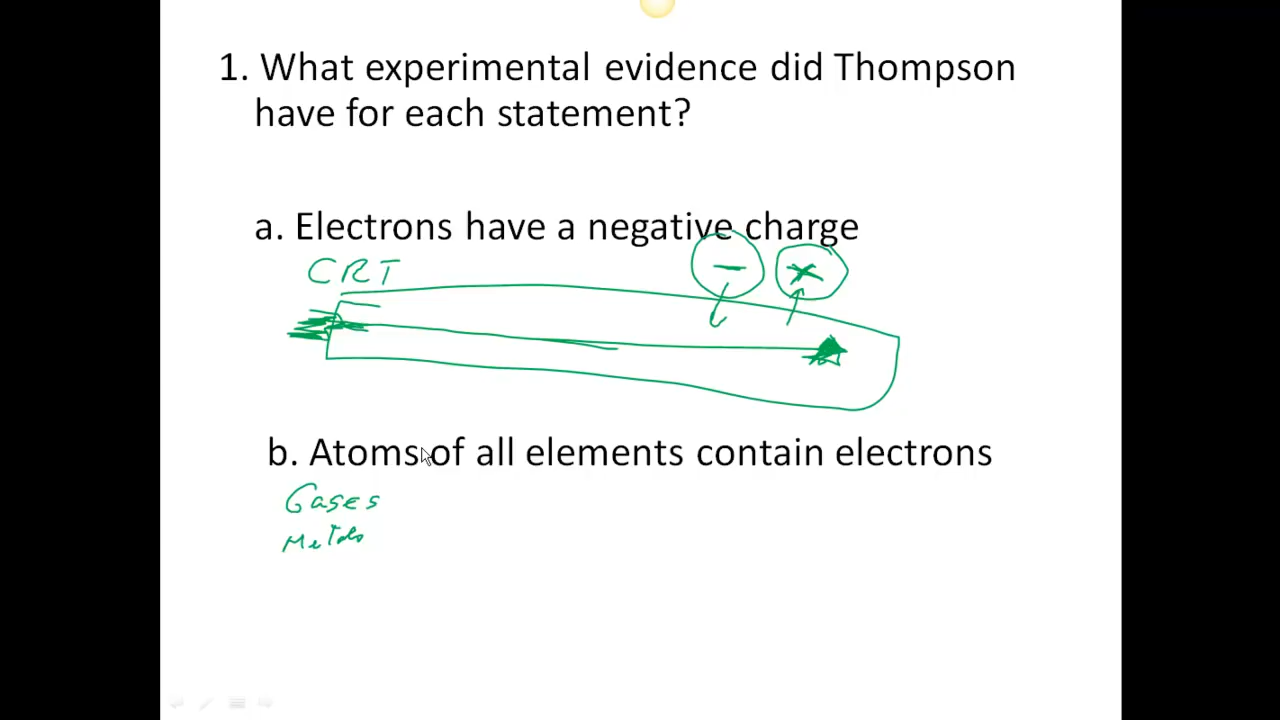 1. What experimental evidence did Thompson
have for each statement?
a. Electrons have a negative charge
CRT
− +
b. Atoms of all elements contain electrons
Gases
Metals